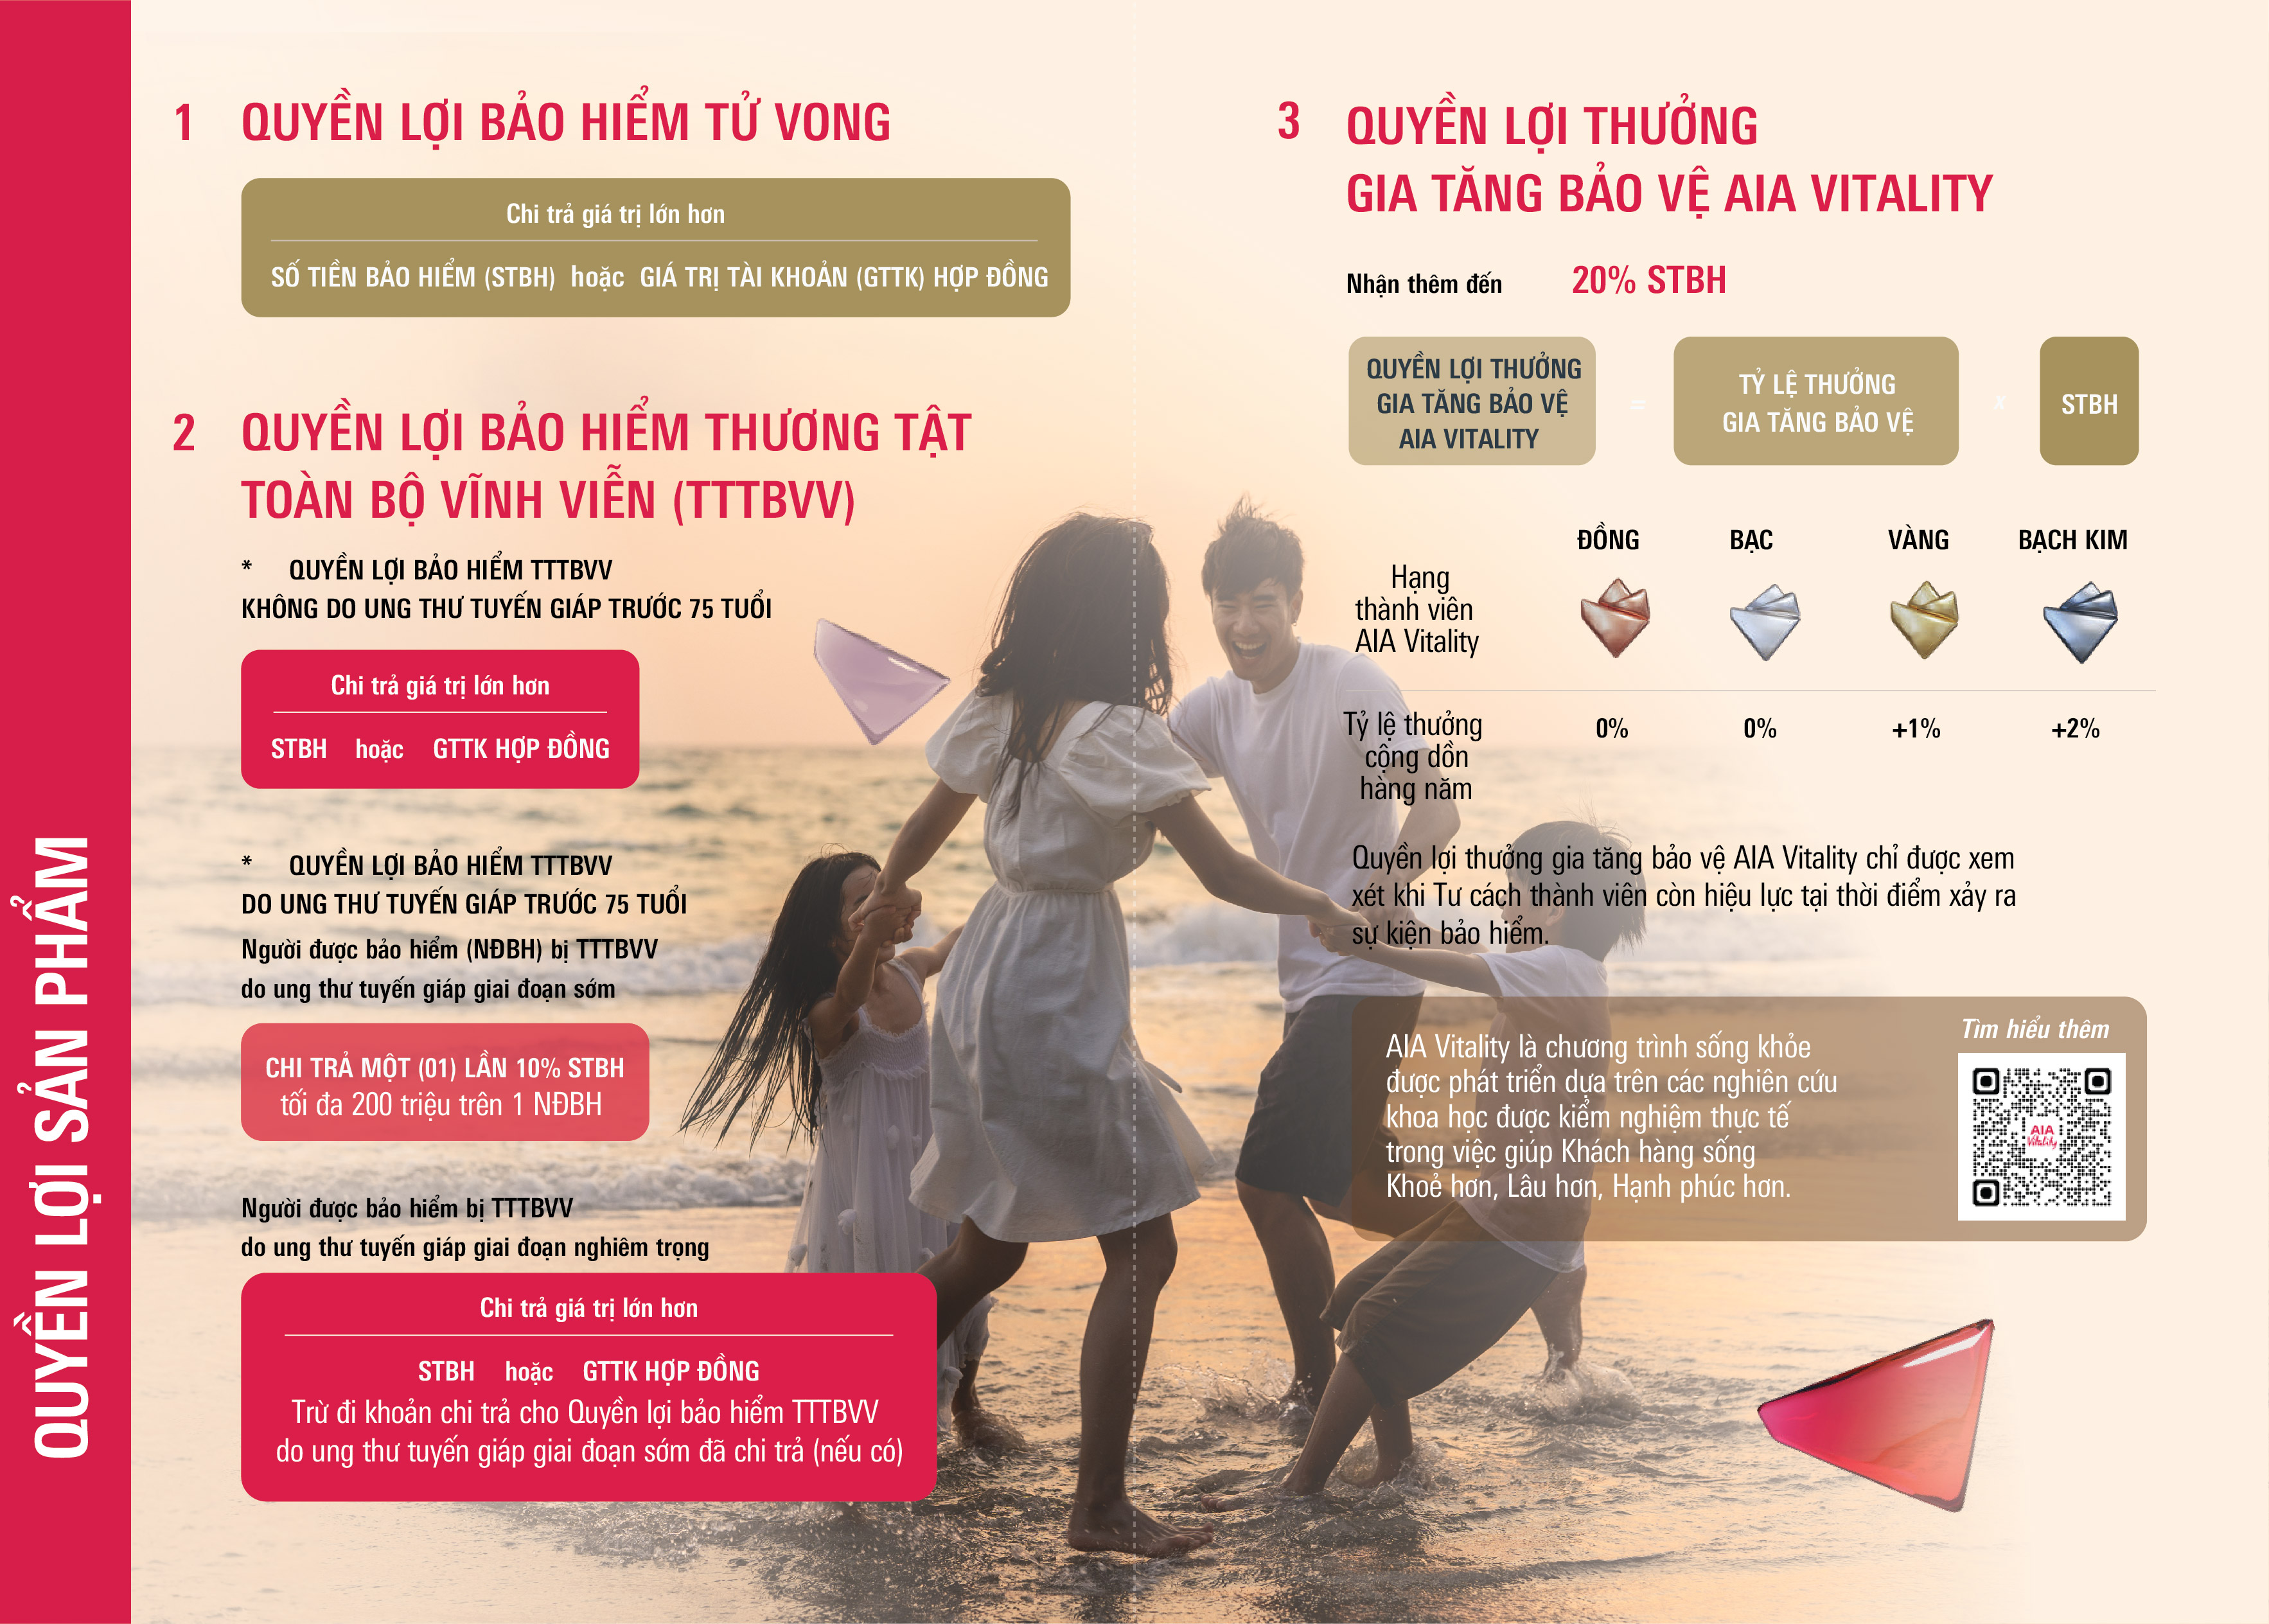 QUYỀN LỢI SẢN PHẨM
1 QUYỀN LỢI BẢO HIỂM TỬ VONG
Chi trả giá trị lớn hơn
SỐ TIỀN BẢO HIỂM (STBH) hoặc GIÁ TRỊ TÀI KHOẢN (GTTK) HỢP ĐỒNG
2 QUYỀN LỢI BẢO HIỂM THƯƠNG TẬT
TOÀN BỘ VĨNH VIỄN (TTTBVV)
* QUYỀN LỢI BẢO HIỂM TTTBVV
KHÔNG DO UNG THƯ TUYẾN GIÁP TRƯỚC 75 TUỔI
Chi trả giá trị lớn hơn
STBH hoặc GTTK HỢP ĐỒNG
* QUYỀN LỢI BẢO HIỂM TTTBVV
DO UNG THƯ TUYẾN GIÁP TRƯỚC 75 TUỔI
Người được bảo hiểm (NĐBH) bị TTTBVV
do ung thư tuyến giáp giai đoạn sớm
CHI TRẢ MỘT (01) LẦN 10% STBH
tối đa 200 triệu trên 1 NĐBH
Người được bảo hiểm bị TTTBVV
do ung thư tuyến giáp giai đoạn nghiêm trọng
Chi trả giá trị lớn hơn
STBH hoặc GTTK HỢP ĐỒNG
Trừ đi khoản chi trả cho Quyền lợi bảo hiểm TTTBVV
do ung thư tuyến giáp giai đoạn sớm đã chi trả (nếu có)
3 QUYỀN LỢI THƯỞNG
GIA TĂNG BẢO VỆ AIA VITALITY
Nhận thêm đến 20% STBH
QUYỀN LỢI THƯỞNG
GIA TĂNG BẢO VỆ
AIA VITALITY
=
TỶ LỆ THƯỞNG
GIA TĂNG BẢO VỆ
x
STBH
ĐỒNG BẠC VÀNG BẠCH KIM
Hạng
thành viên
AIA Vitality
Tỷ lệ thưởng
cộng dồn
hàng năm
0% 0% +1% +2%
Quyền lợi thưởng gia tăng bảo vệ AIA Vitality chỉ được xem
xét khi Tư cách thành viên còn hiệu lực tại thời điểm xảy ra
sự kiện bảo hiểm.
AIA Vitality là chương trình sống khỏe
được phát triển dựa trên các nghiên cứu
khoa học được kiểm nghiệm thực tế
trong việc giúp Khách hàng sống
Khoẻ hơn, Lâu hơn, Hạnh phúc hơn.
Tìm hiểu thêm
AIA
Vitality